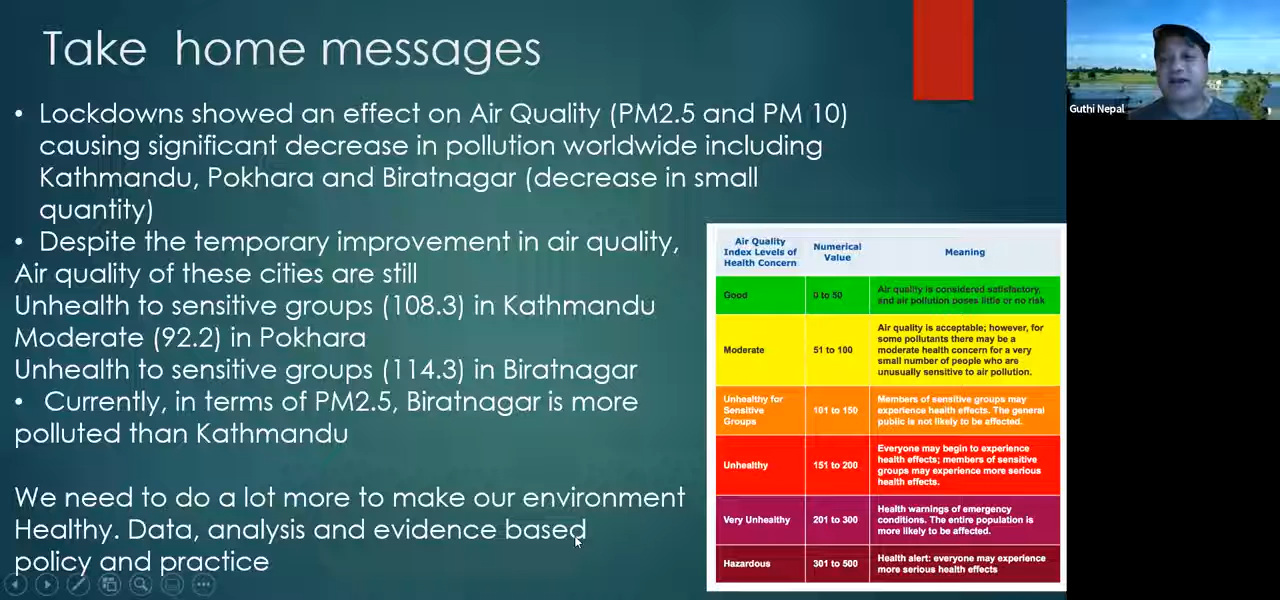 Take home messages
• Lockdowns showed an effect on Air Quality (PM2.5 and PM 10)
causing significant decrease in pollution worldwide including
Kathmandu, Pokhara and Biratnagar (decrease in small
quantity)
• Despite the temporary improvement in air quality,
Air quality of these cities are still
Unhealth to sensitive groups (108.3) in Kathmandu
Moderate (92.2) in Pokhara
Unhealth to sensitive groups (114.3) in Biratnagar
• Currently, in terms of PM2.5, Biratnagar is more
polluted than Kathmandu
We need to do a lot more to make our environment
Healthy. Data, analysis and evidence based
policy and practice
Air Quality
Index Levels of
Health Concern
Numerical
Value
Meaning
Good
0 to 50
Air quality is considered satisfactory,
and air pollution poses little or no risk
Moderate
51 to 100
Air quality is acceptable; however, for
some pollutants there may be a
moderate health concern for a very
small number of people who are
unusually sensitive to air pollution.
Unhealthy for
Sensitive
Groups
101 to 150
Members of sensitive groups may
experience health effects. The general
public is not likely to be affected.
Unhealthy
151 to 200
Everyone may begin to experience
health effects; members of sensitive
groups may experience more serious
health effects.
Very Unhealthy
201 to 300
Health warnings of emergency
conditions. The entire population is
more likely to be affected.
Hazardous
301 to 500
Health alert: everyone may experience
more serious health effects
Guthi Nepal